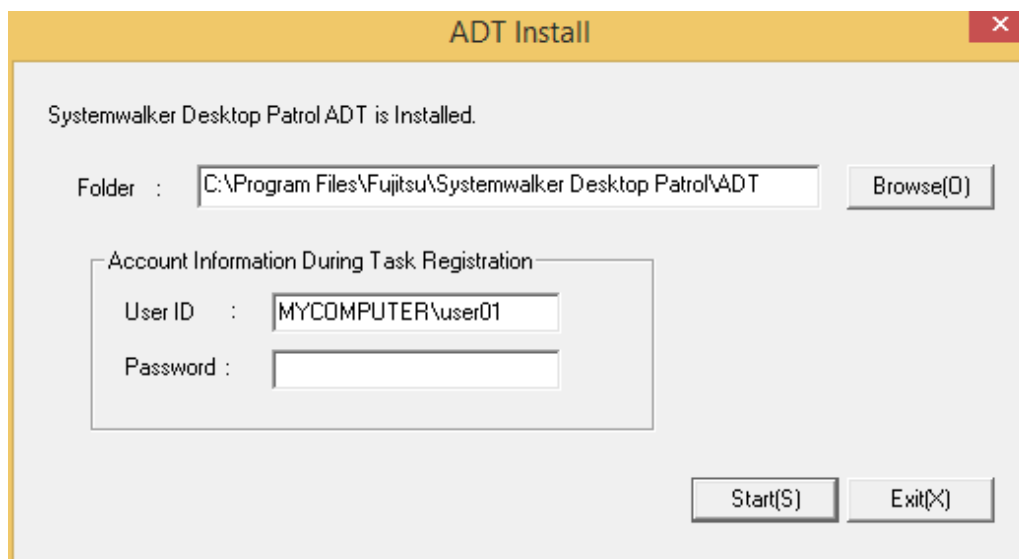 ADT Install
Systemwalker Desktop Patrol ADT is Installed.
Folder : C:\Program Files\Fujitsu\Systemwalker Desktop Patrol\ADT Browse(O)
Account Information During Task Registration
User ID : MYCOMPUTER\user01
Password :
Start(S) Exit(X)